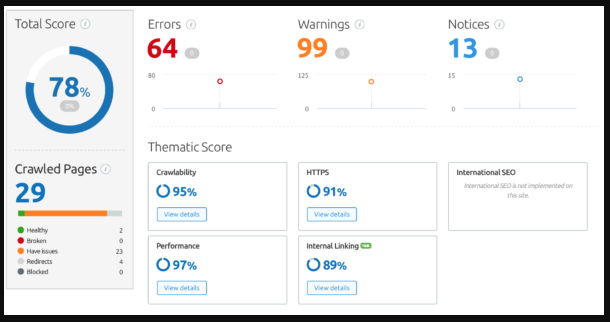 Total Score i
78%
0%
Crawled Pages i
29
Healthy 2
Broken 0
Have issues 23
Redirects 4
Blocked 0
Errors i
64 0
80
0
Warnings i
99 0
125
0
Notices i
13 0
15
0
Thematic Score
Crawlability
95%
View details
HTTPS
91%
View details
International SEO
International SEO is not implemented on
this site.
Performance
97%
View details
Internal Linking
89%
View details